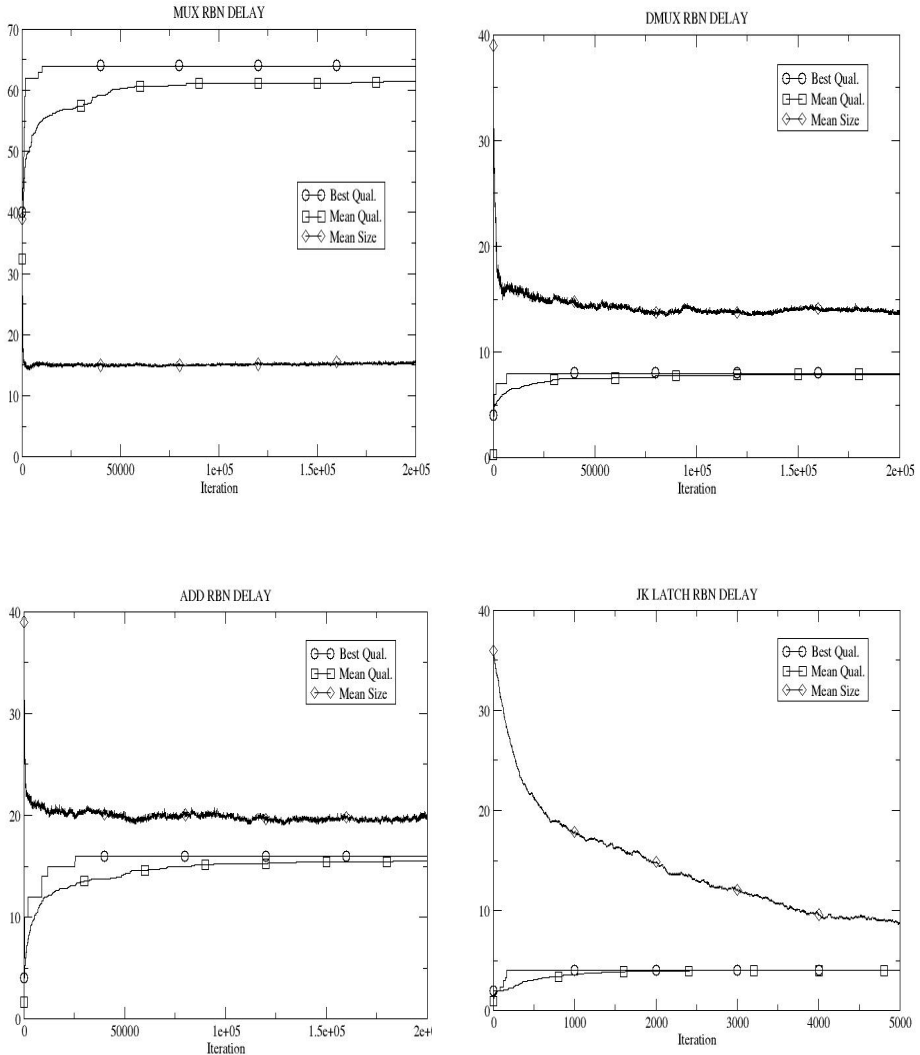 MUX RBN DELAY
70
60
50
40
30
20
10
0
Best Qual.
Mean Qual.
Mean Size
0 50000 1e+05 1.5e+05 2e+05
Iteration
DMUX RBN DELAY
40
30
20
10
0
Best Qual.
Mean Qual.
Mean Size
0 50000 1e+05 1.5e+05 2e+05
Iteration
ADD RBN DELAY
40
30
20
10
0
Best Qual.
Mean Qual.
Mean Size
0 50000 1e+05 1.5e+05 2e+
Iteration
JK LATCH RBN DELAY
40
30
20
10
0
Best Qual.
Mean Qual.
Mean Size
0 1000 2000 3000 4000 5000
Iteration